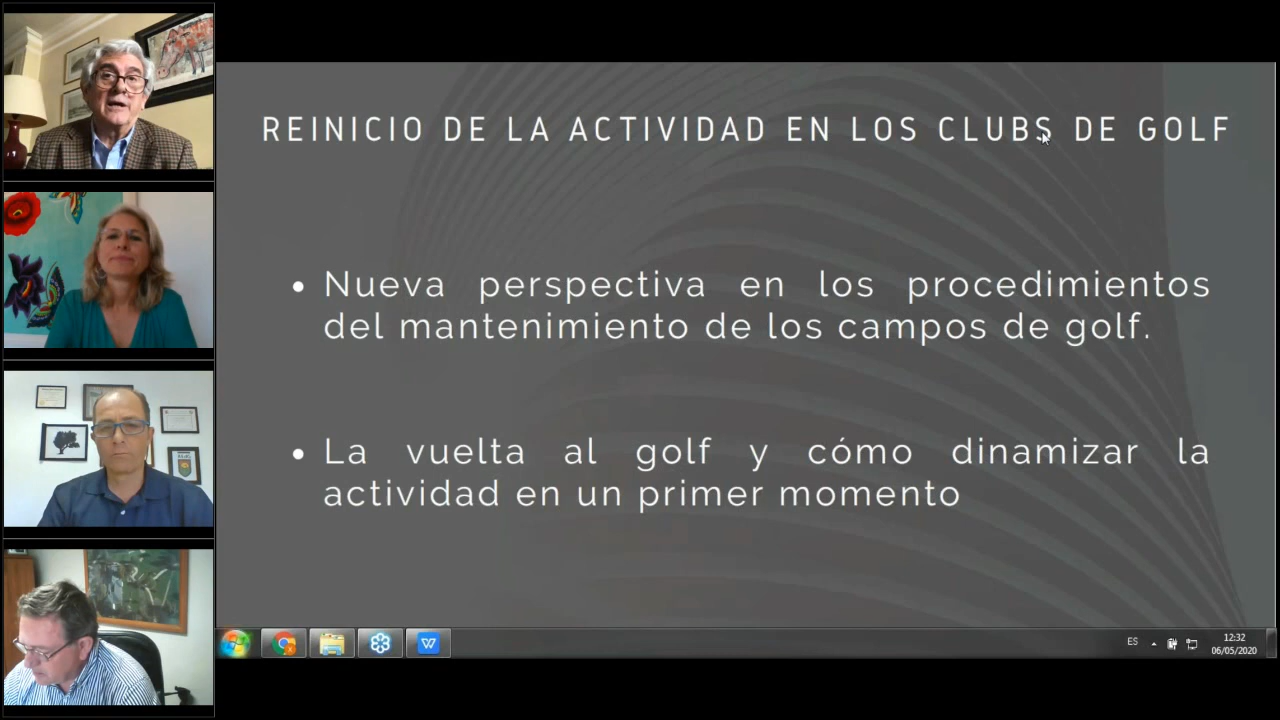 REINICIO DE LA ACTIVIDAD EN LOS CLUBS DE GOLF
• Nueva perspectiva en los procedimientos
del mantenimiento de los campos de golf.
• La vuelta al golf y cómo dinamizar la
actividad en un primer momento
ES
12:32
06/05/2020